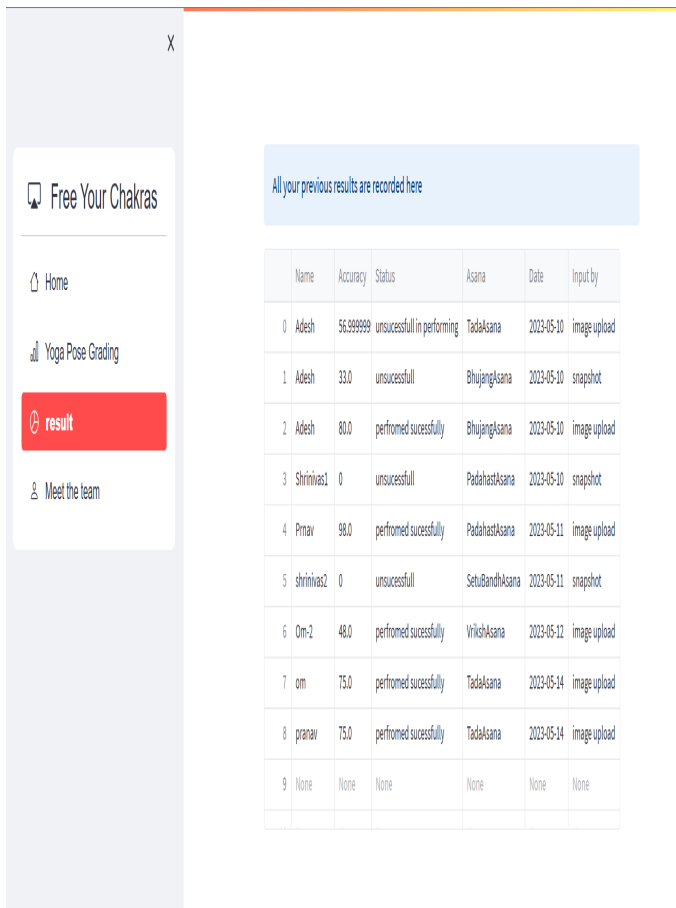 X
Free Your Chakras
Home
Yoga Pose Grading
result
Meet the team
All your previous results are recorded here
Name Accuracy Status Asana Date Input by
0 Adesh 56.999999 unsucessfull in performing TadaAsana 2023-05-10 image upload
1 Adesh 33.0 unsucessfull BhujangAsana 2023-05-10 snapshot
2 Adesh 80.0 perfromed sucessfully BhujangAsana 2023-05-10 image upload
3 Shrinivas1 0 unsucessfull PadahastAsana 2023-05-10 snapshot
4 Prnav 98.0 perfromed sucessfully PadahastAsana 2023-05-11 image upload
5 shrinivas2 0 unsucessfull SetuBandhAsana 2023-05-11 snapshot
6 Om-2 48.0 perfromed sucessfully VrikshAsana 2023-05-12 image upload
7 om 75.0 perfromed sucessfully TadaAsana 2023-05-14 image upload
8 pranav 75.0 perfromed sucessfully TadaAsana 2023-05-14 image upload
9 None None None None None None